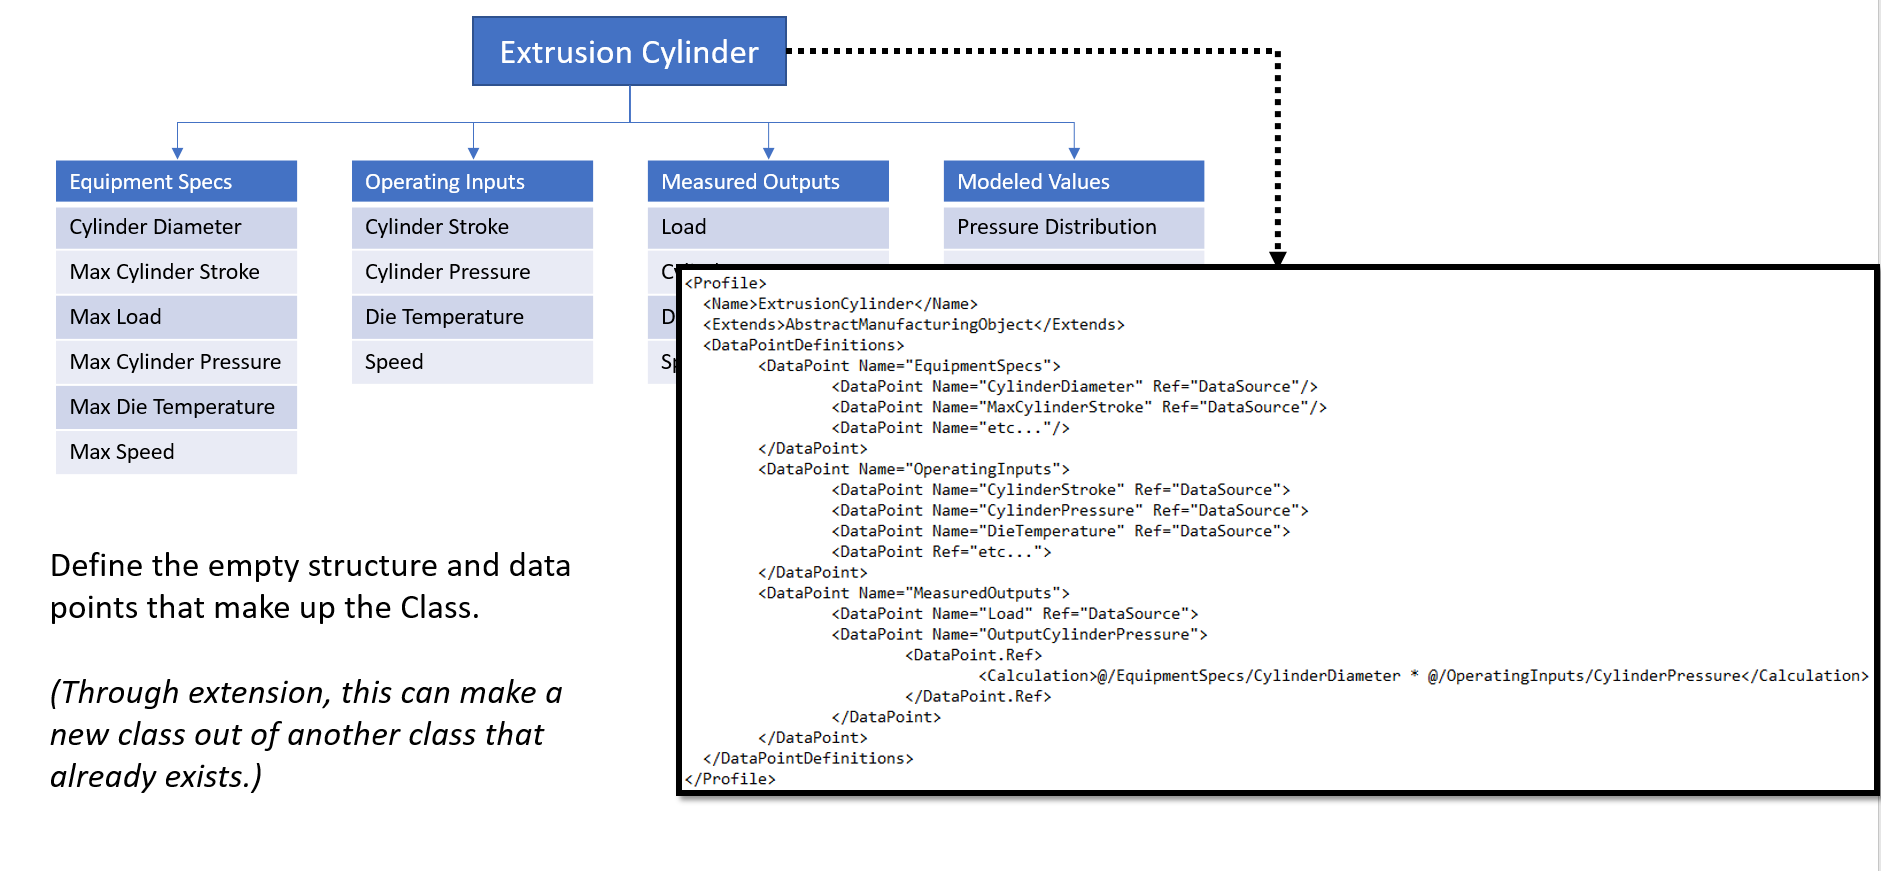 Extrusion Cylinder
Equipment Specs
Cylinder Diameter
Max Cylinder Stroke
Max Load
Max Cylinder Pressure
Max Die Temperature
Max Speed
Operating Inputs
Cylinder Stroke
Cylinder Pressure
Die Temperature
Speed
Measured Outputs
Load
Modeled Values
Pressure Distribution
<Profile>
<Name>ExtrusionCylinder</Name>
<Extends>AbstractManufacturingObject</Extends>
<DataPointDefinitions>
<DataPoint Name="EquipmentSpecs">
<DataPoint Name="CylinderDiameter" Ref="DataSource"/>
<DataPoint Name="MaxCylinderStroke" Ref="DataSource"/>
<DataPoint Name="etc..."/>
</DataPoint>
<DataPoint Name="OperatingInputs">
<DataPoint Name="CylinderStroke" Ref="DataSource">
<DataPoint Name="CylinderPressure" Ref="DataSource">
<DataPoint Name="DieTemperature" Ref="DataSource">
<DataPoint Ref="etc...">
</DataPoint>
<DataPoint Name="MeasuredOutputs">
<DataPoint Name="Load" Ref="DataSource">
<DataPoint Name="OutputCylinderPressure">
<DataPoint.Ref>
<Calculation>@/EquipmentSpecs/CylinderDiameter * @/OperatingInputs/CylinderPressure</Calculation>
</DataPoint.Ref>
</DataPoint>
</DataPoint>
</DataPointDefinitions>
</Profile>
Define the empty structure and data
points that make up the Class.
(Through extension, this can make a
new class out of another class that
already exists.)